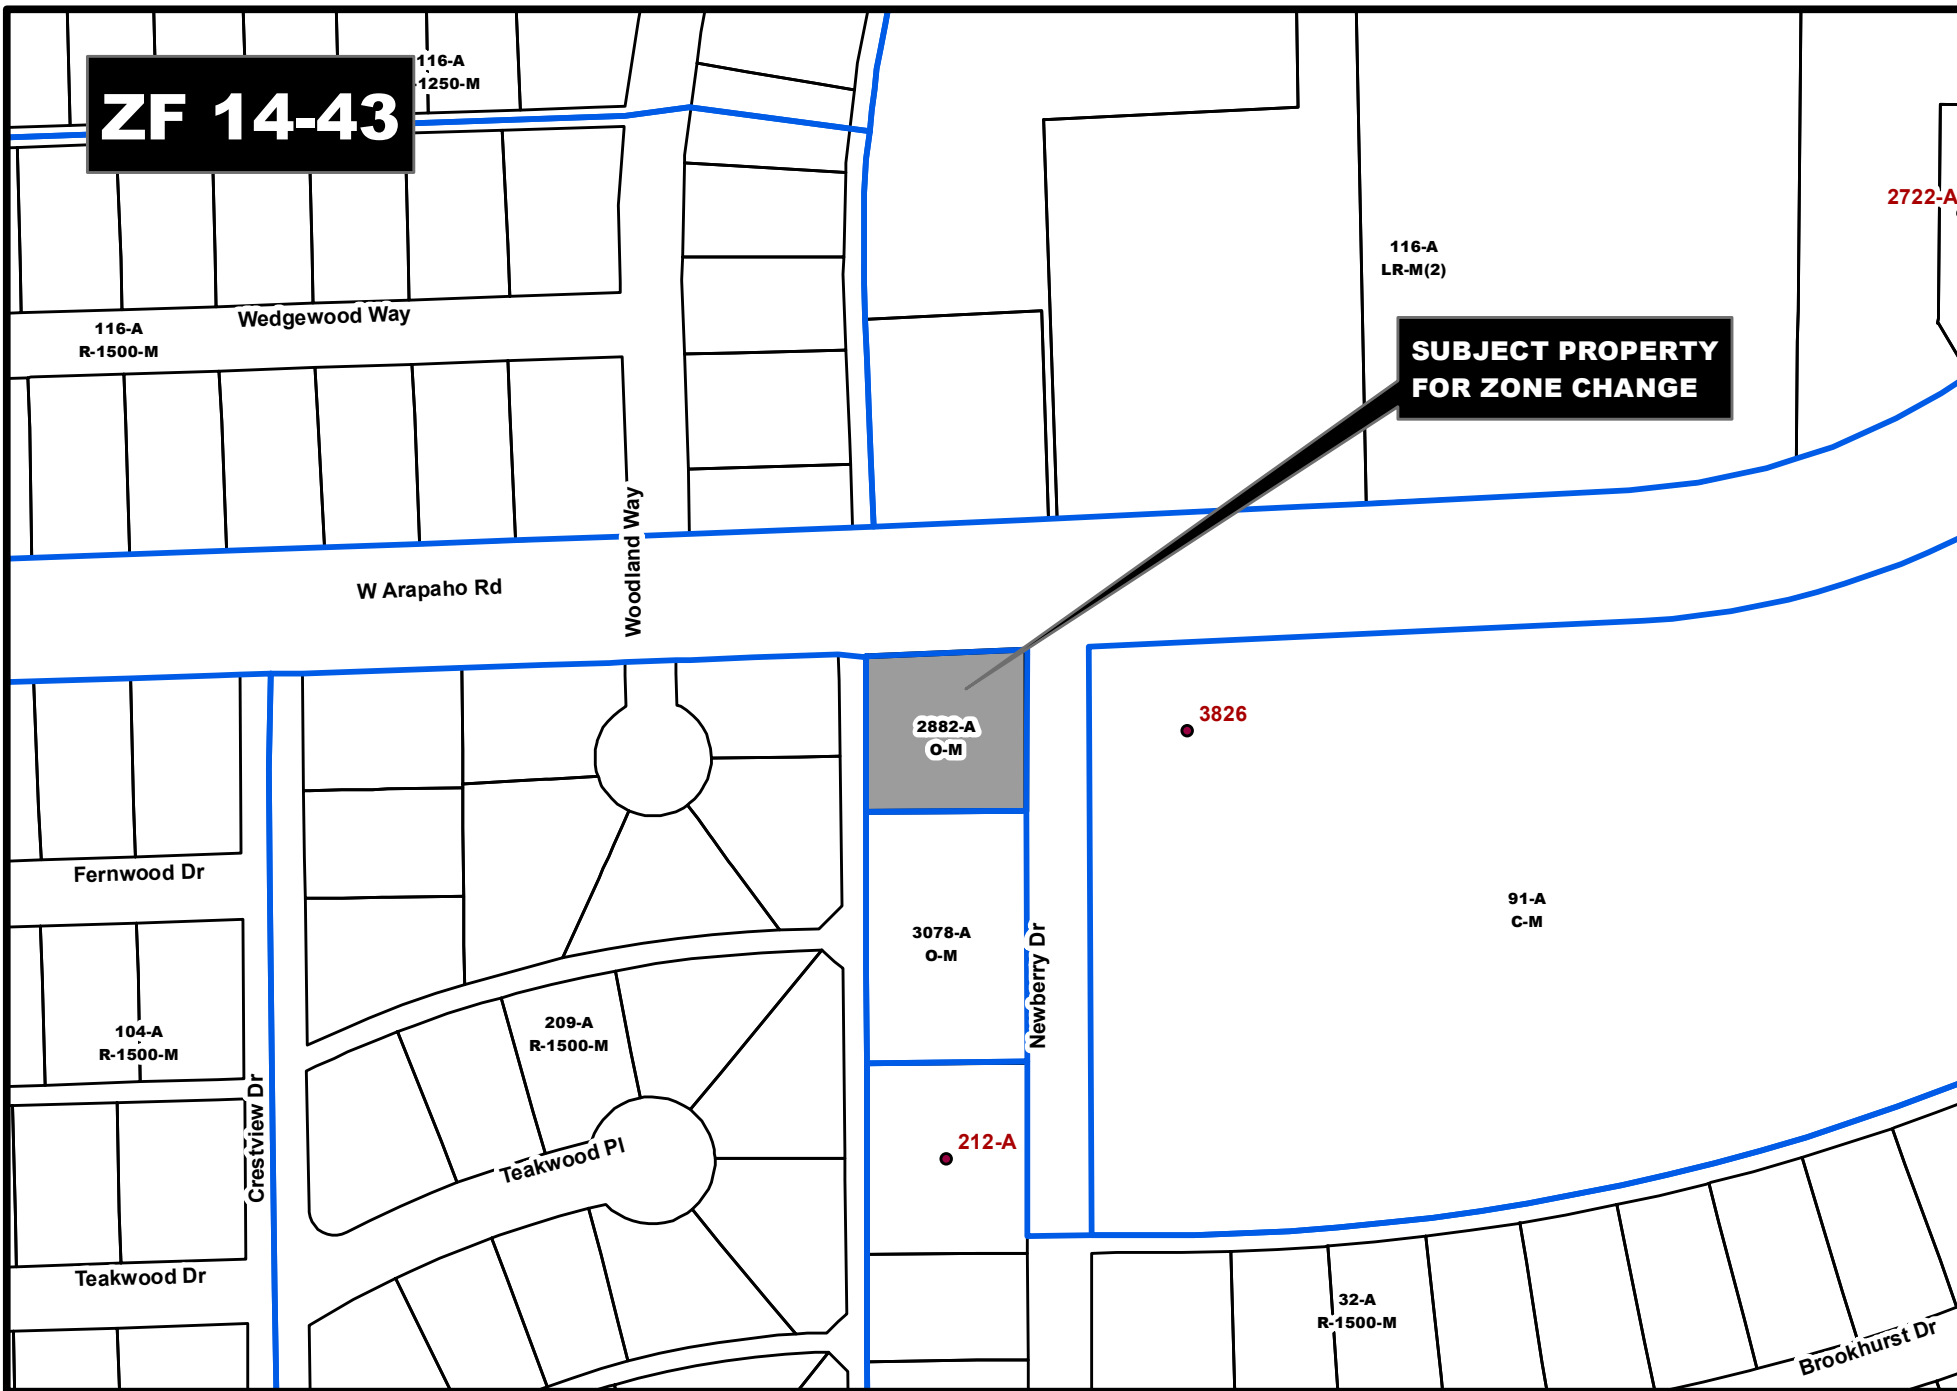 116-A
-1250-M
ZF 14-43
2722-A
116-A
LR-M(2)
Wedgewood Way
116-A
R-1500-M
SUBJECT PROPERTY
FOR ZONE CHANGE
Woodland Way
W Arapaho Rd
2882-A
O-M
3826
Fernwood Dr
91-A
C-M
3078-A
O-M
Newberry Dr
104-A
R-1500-M
209-A
R-1500-M
Crestview Dr
Teakwood Pl
212-A
Teakwood Dr
32-A
R-1500-M
Brookhurst Dr